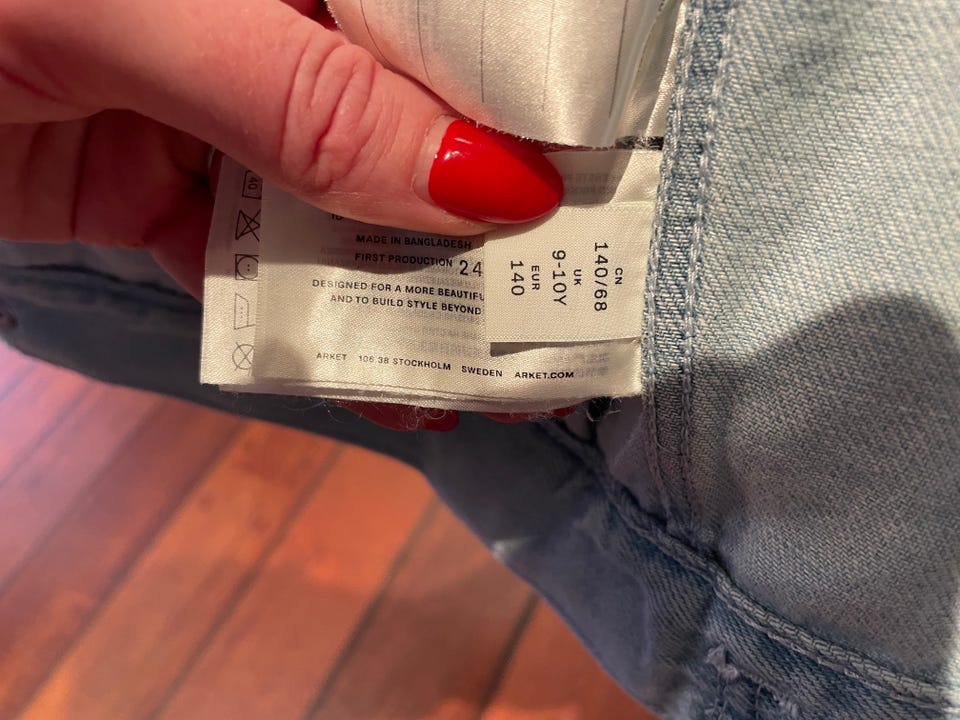 MADE IN BANGLADESH
FIRST PRODUCTION 24
DESIGNED FOR A MORE BEAUTIFU
AND TO BUILD STYLE BEYOND
ARKET 106 38 STOCKHOLM SWEDEN ARKET.COM
CN
140/68
UK
9-10Y
EUR
140
40